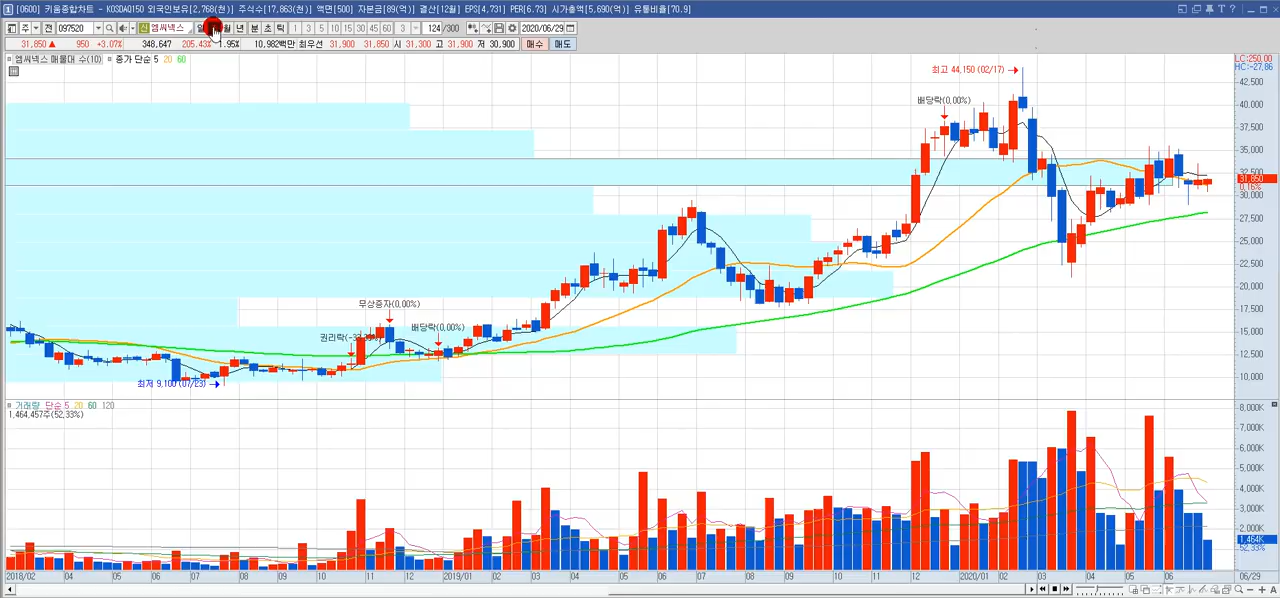 [0600] 키움종합차트 - KOSDAQ150 외국인보유[2,768(천)] 주식수[17,863(천)] 액면[500] 자본금[89(억)] 결산[12월] EPS[4,731] PER[6.73] 시가총액[5,690(억)] 유통비율[70.9]
주 전 097520 신 엠씨넥스 일 월 년 분 초 틱 1 3 5 10 15 30 45 60 3 124 /300 2020/06/29
31,850 ▲ 950 +3.07% 348,647 205.43% 1.95% 10,982백만 최우선 31,900 31,850 시 31,300 고 31,900 저 30,900 매수 매도
엠씨넥스 매물대 수(10) 종가 단순 5 20 60
LC:250.00
HC:-27.86
최고 44,150 (02/17)
배당락(0,00%)
42,500
40,000
37,500
35,000
32,500
31,850
0.16%
30,000
27,500
25,000
22,500
20,000
17,500
15,000
12,500
10,000
무상증자(0,00%)
배당락(0,00%)
최저 9,100 (07/23)
거래량 단순 5 20 60 120
1,464,457주(52,33%)
8,000K
7,000K
6,000K
5,000K
4,000K
3,000K
2,000K
1,464K
52,33%
2018/02 04 05 06 07 08 09 10 11 12 2019/01 02 03 04 05 06 07 08 09 10 11 12 2020/01 02 03 04 05 06 06/29